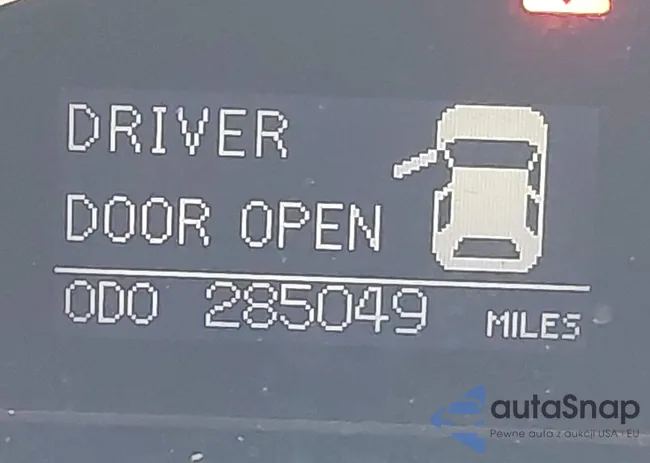 DRIVER
DOOR OPEN
ODO 285049 MILES
autaSnap
Pewne auta z aukcji USA i EU